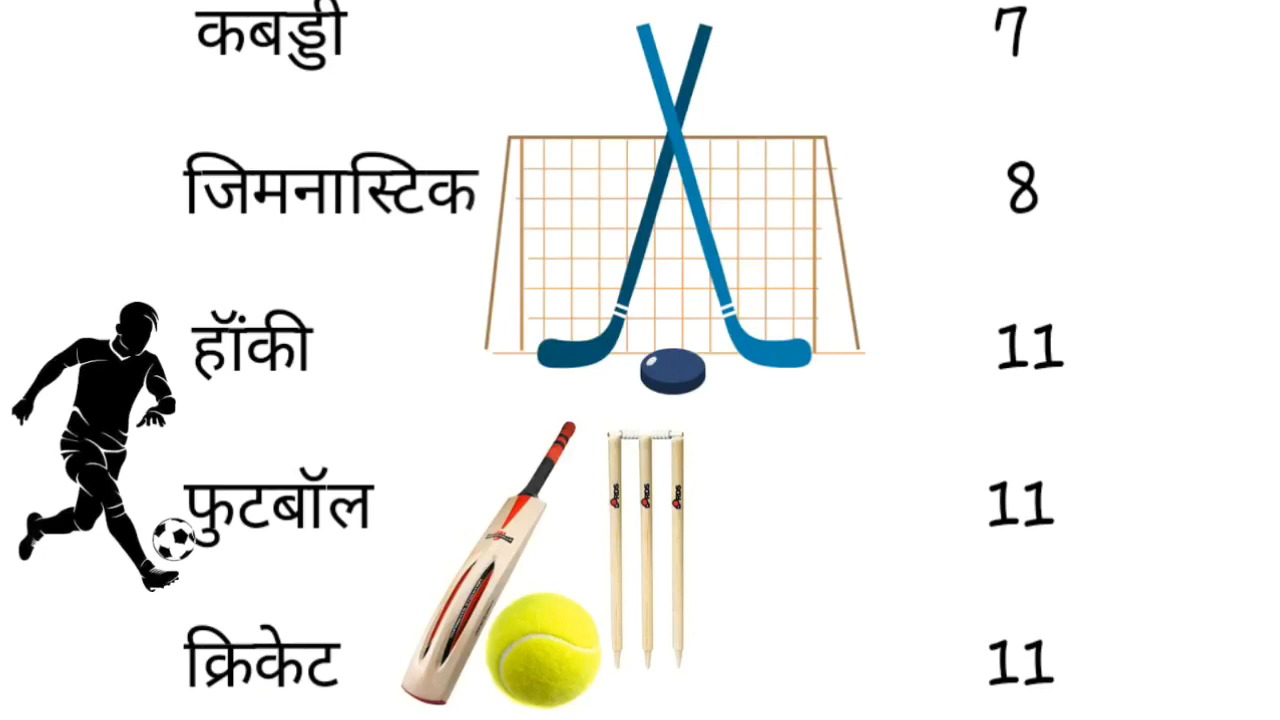 कबड्डी 7
जिमनास्टिक 8
हॉंकी 11
फुटबॉल 11
क्रिकेट 11